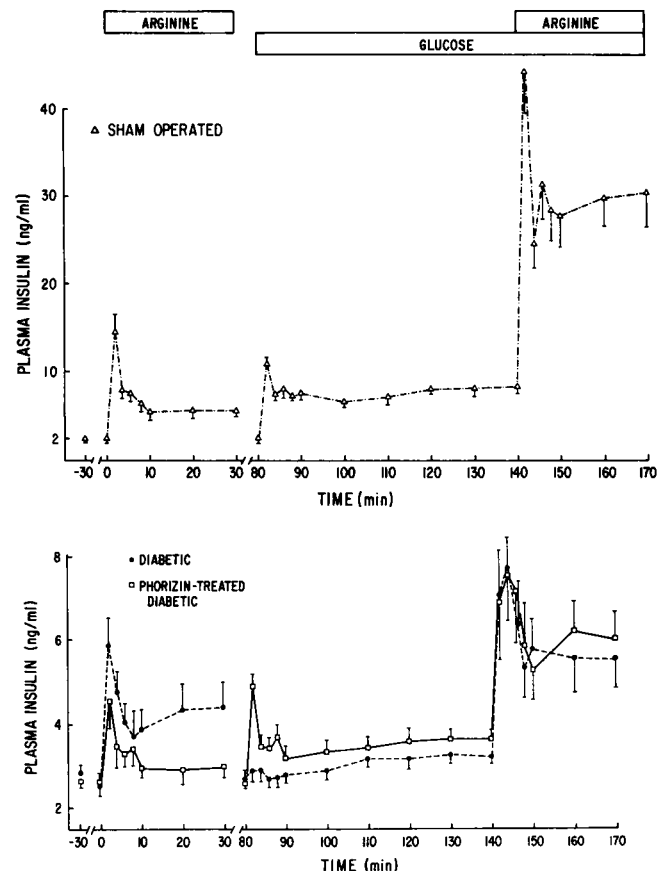 ARGININE
ARGININE
GLUCOSE
△ SHAM OPERATED
PLASMA INSULIN (ng/ml)
40
30
20
10
2
-30 0 10 20 30 80 90 100 110 120 130 140 150 160 170
TIME (min)
• DIABETIC
□ PHORIZIN-TREATED
DIABETIC
PLASMA INSULIN (ng/ml)
8
6
4
2
-30 0 10 20 30 80 90 100 110 120 130 140 150 160 170
TIME (min)